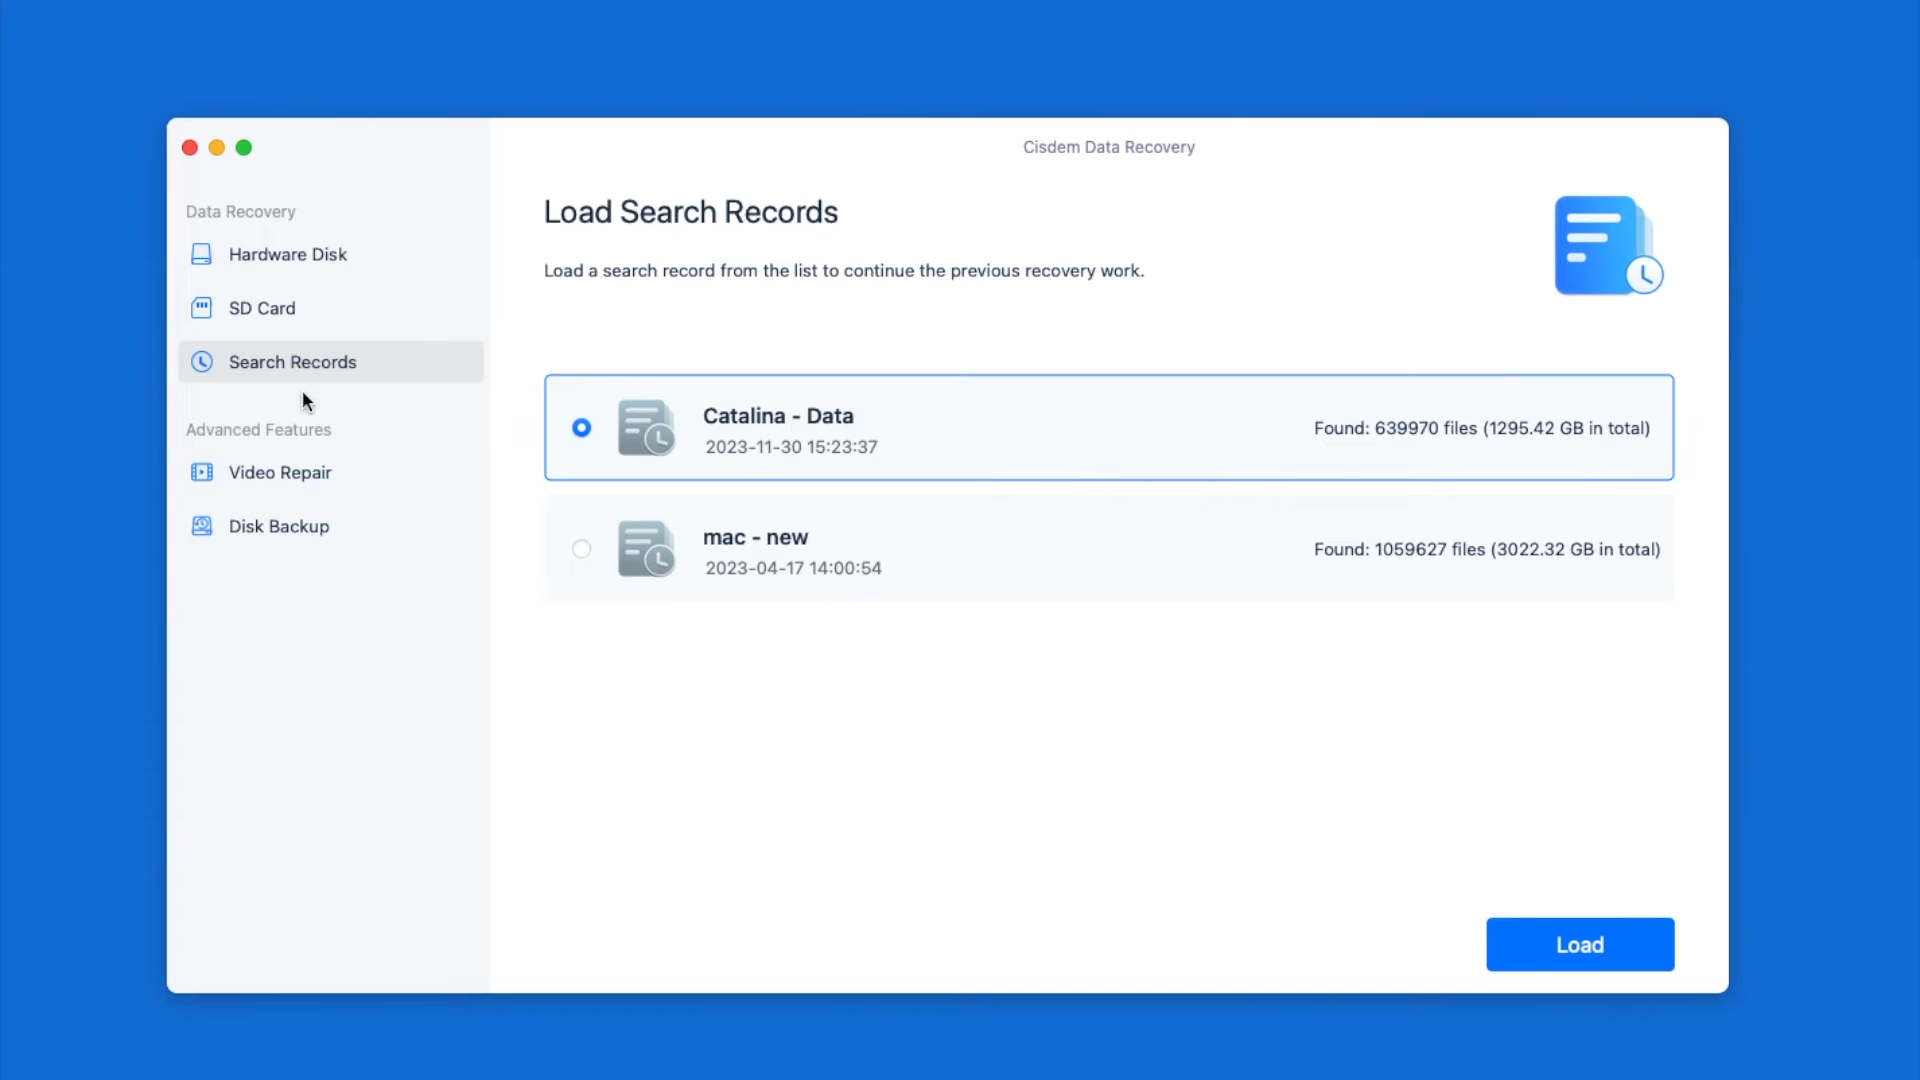 Cisdem Data Recovery
Data Recovery
Hardware Disk
SD Card
Search Records
Advanced Features
Video Repair
Disk Backup
Load Search Records
Load a search record from the list to continue the previous recovery work.
Catalina - Data
2023-11-30 15:23:37
Found: 639970 files (1295.42 GB in total)
mac - new
2023-04-17 14:00:54
Found: 1059627 files (3022.32 GB in total)
Load